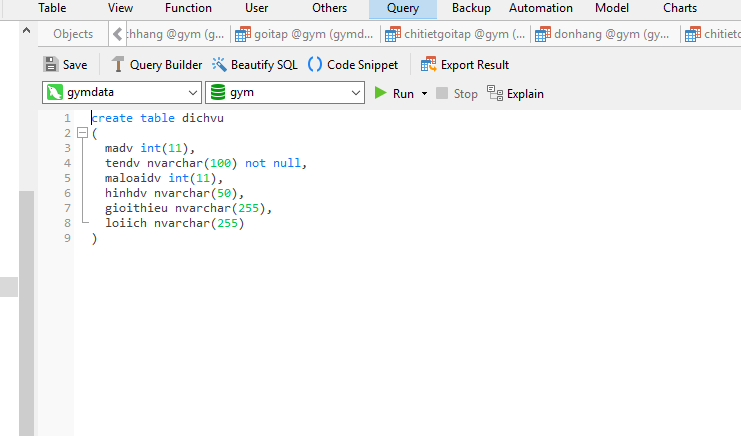 Table View Function User Others Query Backup Automation Model Charts
Objects :hhang @gym (g... goitap @gym (gymd... chitietgoitap @gym (... donhang @gym (gy... chitieto
Save Query Builder Beautify SQL Code Snippet Export Result
gymdata gym Run Stop Explain
1 create table dichvu
2 (
3 madv int(11),
4 tendv nvarchar(100) not null,
5 maloaidv int(11),
6 hinhdv nvarchar(50),
7 gioithieu nvarchar(255),
8 loiich nvarchar(255)
9 )